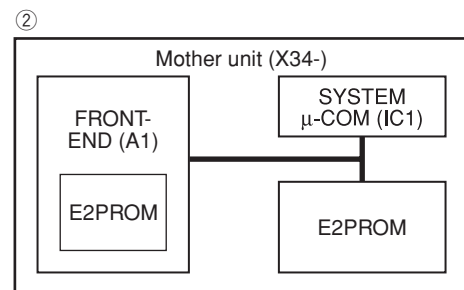 ②
Mother unit (X34-)
FRONT-
END (A1)
E2PROM
SYSTEM
μ-COM (IC1)
E2PROM